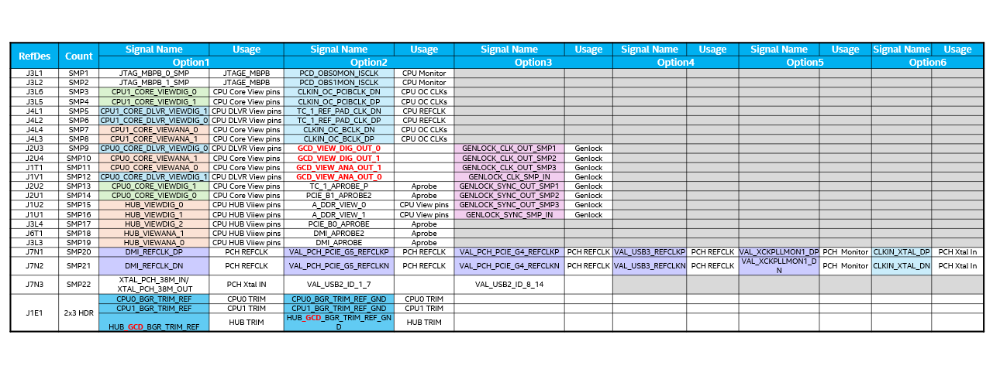 RefDes Count Signal Name Usage Signal Name Usage Signal Name Usage Signal Name Usage Signal Name Usage Signal Name Usage
Option1 Option2 Option3 Option4 Option5 Option6
J3L1 SMP1 JTAG_MBPB_0_SMP JTAGE_MBPB PCD_OBS0MON_ISCLK CPU Monitor
J3L2 SMP2 JTAG_MBPB_1_SMP JTAGE_MBPB PCD_OBS1MON_ISCLK CPU Monitor
J3L6 SMP3 CPU1_CORE_VIEWDIG_0 CPU Core View pins CLKIN_OC_PCIBCLK_DN CPU OC CLKs
J3L5 SMP4 CPU1_CORE_VIEWDIG_1 CPU Core View pins CLKIN_OC_PCIBCLK_DP CPU OC CLKs
J4L1 SMP5 CPU1_CORE_DLVR_VIEWDIG_1 CPU DLVR View pins TC_1_REF_PAD_CLK_DN CPU REFCLK
J4L2 SMP6 CPU1_CORE_DLVR_VIEWDIG_0 CPU DLVR View pins TC_1_REF_PAD_CLK_DP CPU REFCLK
J4L4 SMP7 CPU1_CORE_VIEWANA_0 CPU Core View pins CLKIN_OC_BCLK_DN CPU OC CLKs
J4L3 SMP8 CPU1_CORE_VIEWANA_1 CPU Core View pins CLKIN_OC_BCLK_DP CPU OC CLKs
J2U3 SMP9 CPU0_CORE_DLVR_VIEWDIG_0 CPU DLVR View pins GCD_VIEW_DIG_OUT_0 GENLOCK_CLK_OUT_SMP1 Genlock
J2U4 SMP10 CPU0_CORE_VIEWANA_1 CPU Core View pins GCD_VIEW_DIG_OUT_1 GENLOCK_CLK_OUT_SMP2 Genlock
J1T1 SMP11 CPU0_CORE_VIEWANA_0 CPU Core View pins GCD_VIEW_ANA_OUT_1 GENLOCK_CLK_OUT_SMP3 Genlock
J1V1 SMP12 CPU0_CORE_DLVR_VIEWDIG_1 CPU DLVR View pins GCD_VIEW_ANA_OUT_0 GENLOCK_CLK_SMP_IN Genlock
J2U2 SMP13 CPU0_CORE_VIEWDIG_1 CPU Core View pins TC_1_APROBE_P Aprobe GENLOCK_SYNC_OUT_SMP1 Genlock
J2U1 SMP14 CPU0_CORE_VIEWDIG_0 CPU Core View pins PCIE_B1_APROBE2 Aprobe GENLOCK_SYNC_OUT_SMP2 Genlock
J1U2 SMP15 HUB_VIEWDIG_0 CPU HUB Viiew pins A_DDR_VIEW_0 CPU View pins GENLOCK_SYNC_OUT_SMP3 Genlock
J1U1 SMP16 HUB_VIEWDIG_1 CPU HUB Viiew pins A_DDR_VIEW_1 CPU View pins GENLOCK_SYNC_SMP_IN Genlock
J3L4 SMP17 HUB_VIEWDIG_2 CPU HUB Viiew pins PCIE_B0_APROBE Aprobe
J6T1 SMP18 HUB_VIEWANA_1 CPU HUB Viiew pins DMI_APROBE2 Aprobe
J3L3 SMP19 HUB_VIEWANA_0 CPU HUB Viiew pins DMI_APROBE Aprobe
J7N1 SMP20 DMI_REFCLK_DP PCH REFCLK VAL_PCH_PCIE_G5_REFCLKP PCH REFCLK VAL_PCH_PCIE_G4_REFCLKP PCH REFCLK VAL_USB3_REFCLKP PCH REFCLK VAL_XCKPLLMON1_DP PCH Monitor CLKIN_XTAL_DP PCH Xtal In
J7N2 SMP21 DMI_REFCLK_DN PCH REFCLK VAL_PCH_PCIE_G5_REFCLKN PCH REFCLK VAL_PCH_PCIE_G4_REFCLKN PCH REFCLK VAL_USB3_REFCLKN PCH REFCLK VAL_XCKPLLMON1_D
N PCH Monitor CLKIN_XTAL_DN PCH Xtal In
J7N3 SMP22 XTAL_PCH_38M_IN/
XTAL_PCH_38M_OUT PCH Xtal IN VAL_USB2_ID_1_7 VAL_USB2_ID_8_14
J1E1 2x3 HDR CPU0_BGR_TRIM_REF CPU0_BGR_TRIM_REF_GND CPU0 TRIM
CPU1_BGR_TRIM_REF CPU1 TRIM CPU1_BGR_TRIM_REF_GND CPU1 TRIM
HUB_GCD_BGR_TRIM_REF HUB TRIM HUB_GCD_BGR_TRIM_REF_GN
D HUB TRIM